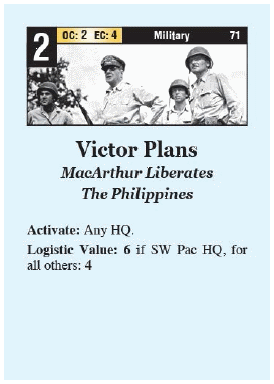 2 OC: 2 EC: 4 Military 71
Victor Plans
MacArthur Liberates
The Philippines
Activate: Any HQ.
Logistic Value: 6 if SW Pac HQ, for
all others: 4